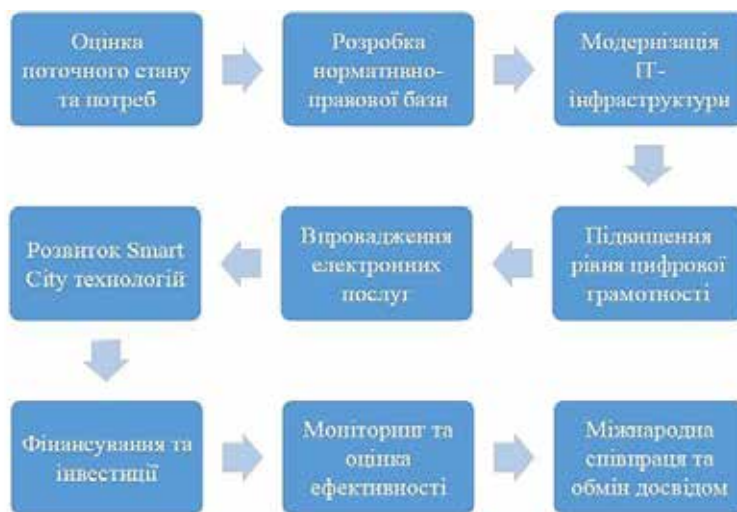 Оцінка
поточного стану
та потреб
Розробка
нормативно-
правової бази
Модернізація
ІТ-
інфраструктури
Підвищення
рівня цифрової
грамотності
Впровадження
електронних
послуг
Розвиток Smart
City технологій
Фінансування та
інвестиції
Моніторинг та
оцінка
ефективності
Міжнародна
співпраця та
обмін досвідом